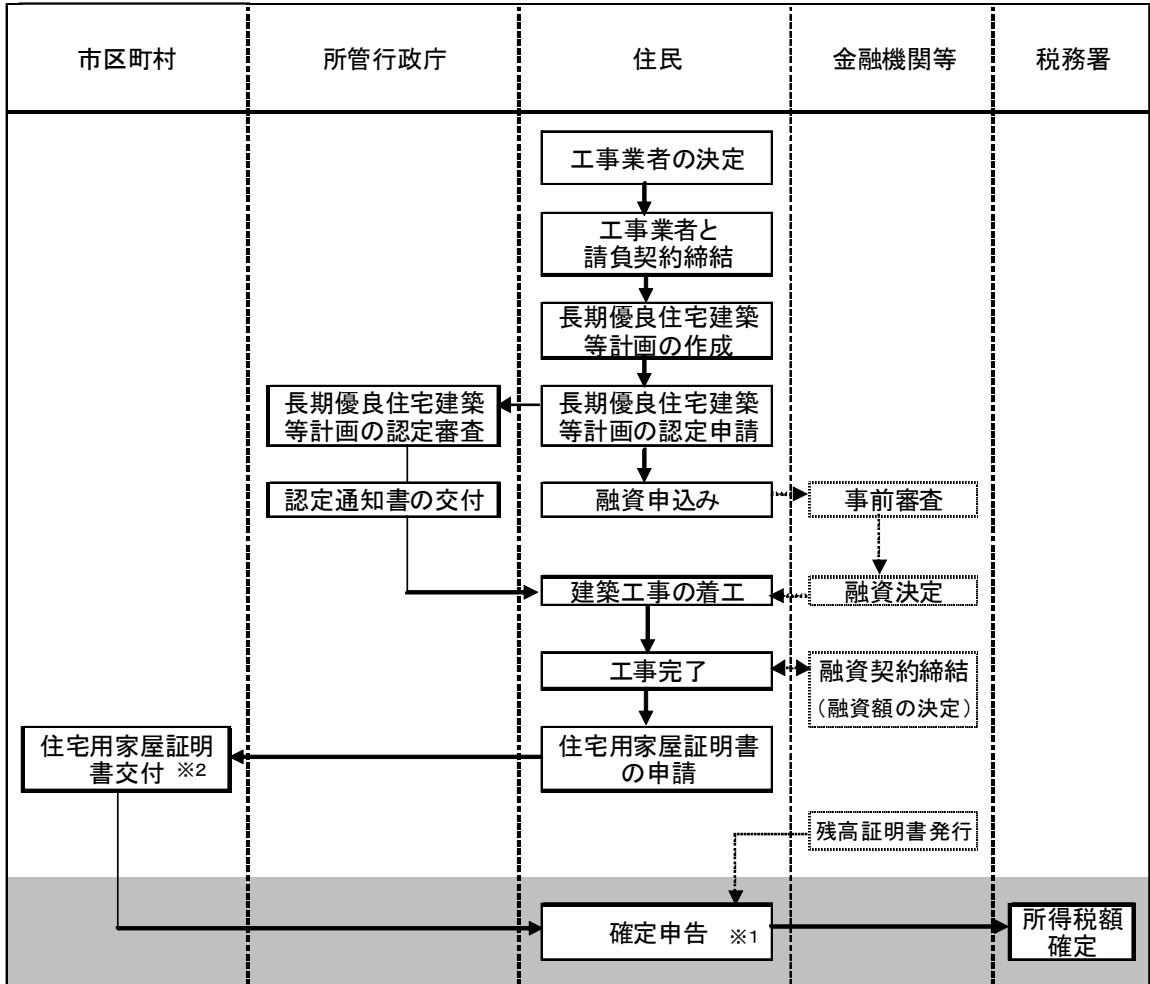 市区町村
所管行政庁
住民
金融機関等
税務署
工事業者の決定
工事業者と
請負契約締結
長期優良住宅建築
等計画の作成
長期優良住宅建築
等計画の認定審査
長期優良住宅建築
等計画の認定申請
認定通知書の交付
融資申込み
事前審査
建築工事の着工
融資決定
工事完了
融資契約締結
（融資額の決定）
住宅用家屋証明
書交付 ※2
住宅用家屋証明書
の申請
残高証明書発行
確定申告 ※1
所得税額
確定